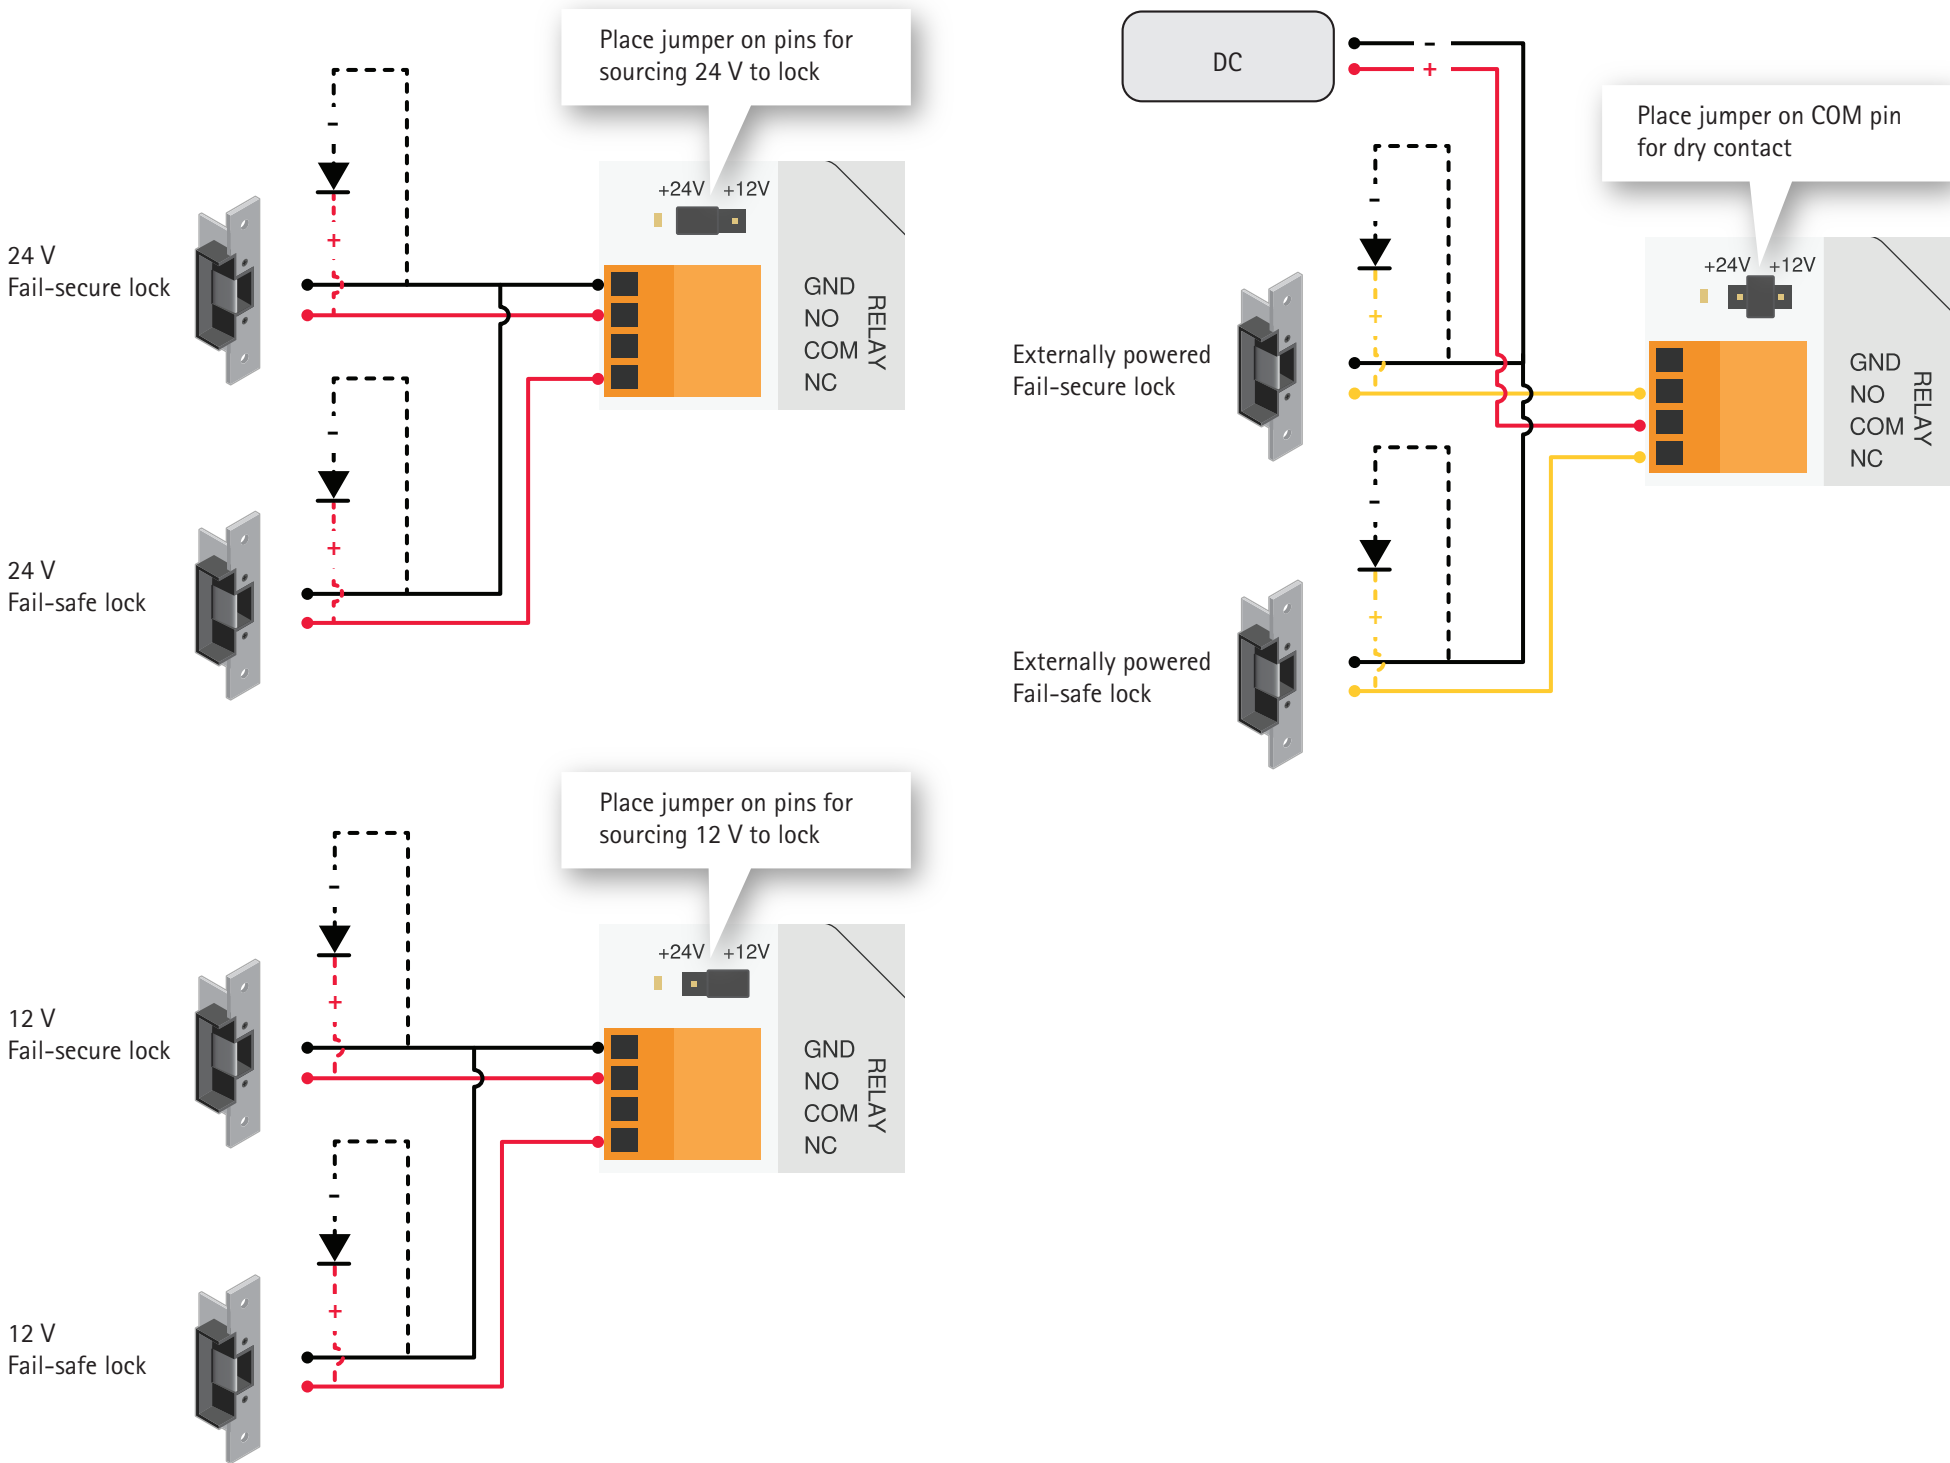 Place jumper on pins for
sourcing 24 V to lock
-
+24V +12V
+
24 V
Fail-secure lock
GND
NO
COM
NC
RELAY
-
+
24 V
Fail-safe lock
DC
-
+
Place jumper on COM pin
for dry contact
-
+24V +12V
+
Externally powered
Fail-secure lock
GND
NO
COM
NC
RELAY
-
+
Externally powered
Fail-safe lock
Place jumper on pins for
sourcing 12 V to lock
-
+24V +12V
+
12 V
Fail-secure lock
GND
NO
COM
NC
RELAY
-
+
12 V
Fail-safe lock